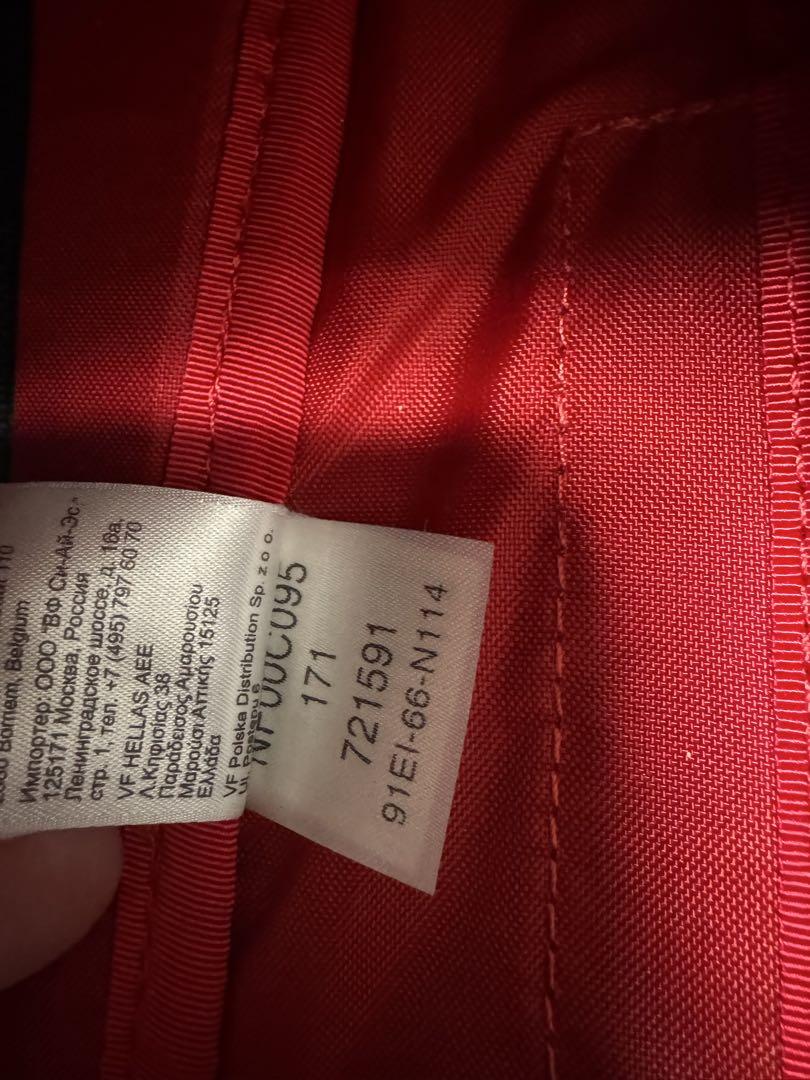 Bornem, Belgium
Импортер: ООО "ВФ Си-Ай-Эс"
125171 Москва, Россия
Ленинградское шоссе, д. 16а,
стр. 1, тел. +7 (495) 797 60 70
VF HELLAS AEE
Λ.Κηφισίας 38
Παράδεισος Αμαρουσίου
Μαρούσι Αττικής 15125
Ελλάδα
VF Polska Distribution Sp. z o o.
171
721591
91EI-66-N114